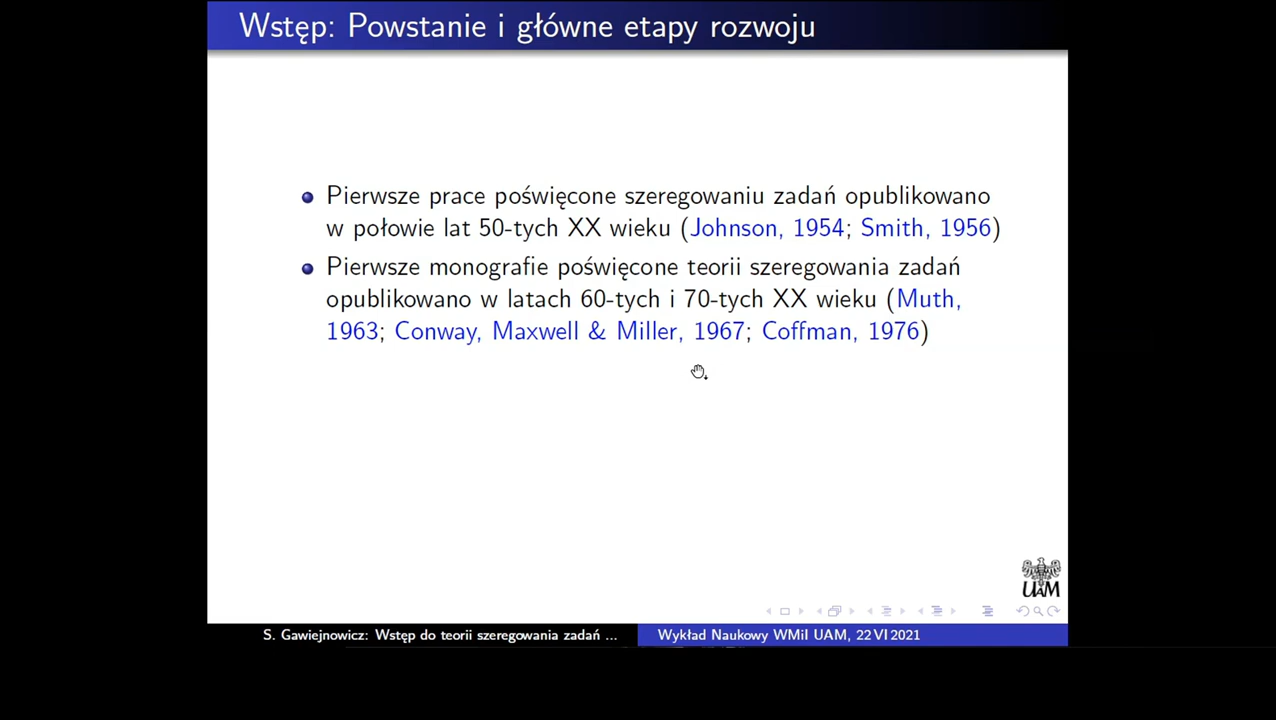 Wstęp: Powstanie i główne etapy rozwoju
Pierwsze prace poświęcone szeregowaniu zadań opublikowano
w połowie lat 50-tych XX wieku (Johnson, 1954; Smith, 1956)
Pierwsze monografie poświęcone teorii szeregowania zadań
opublikowano w latach 60-tych i 70-tych XX wieku (Muth,
1963; Conway, Maxwell & Miller, 1967; Coffman, 1976)
UAM
S. Gawiejnowicz: Wstęp do teorii szeregowania zadań ...
Wykład Naukowy WMiI UAM, 22 VI 2021